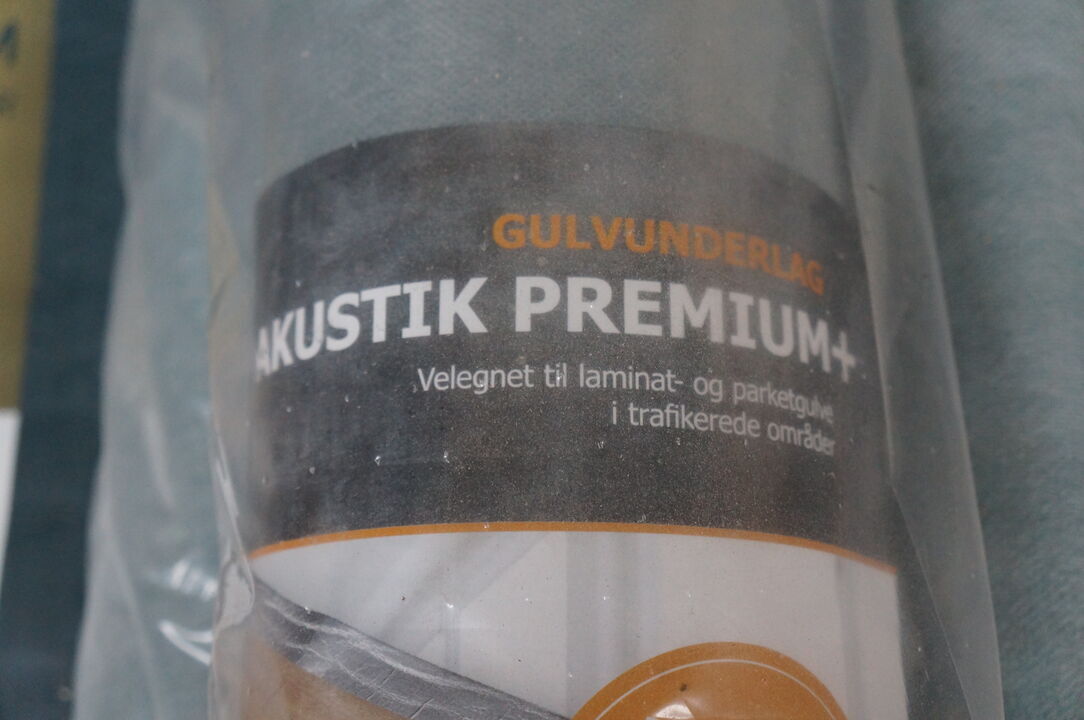 GULVUNDERLAG
AKUSTIK PREMIUM+
Velegnet til laminat- og parketgulve
i trafikerede områder
M